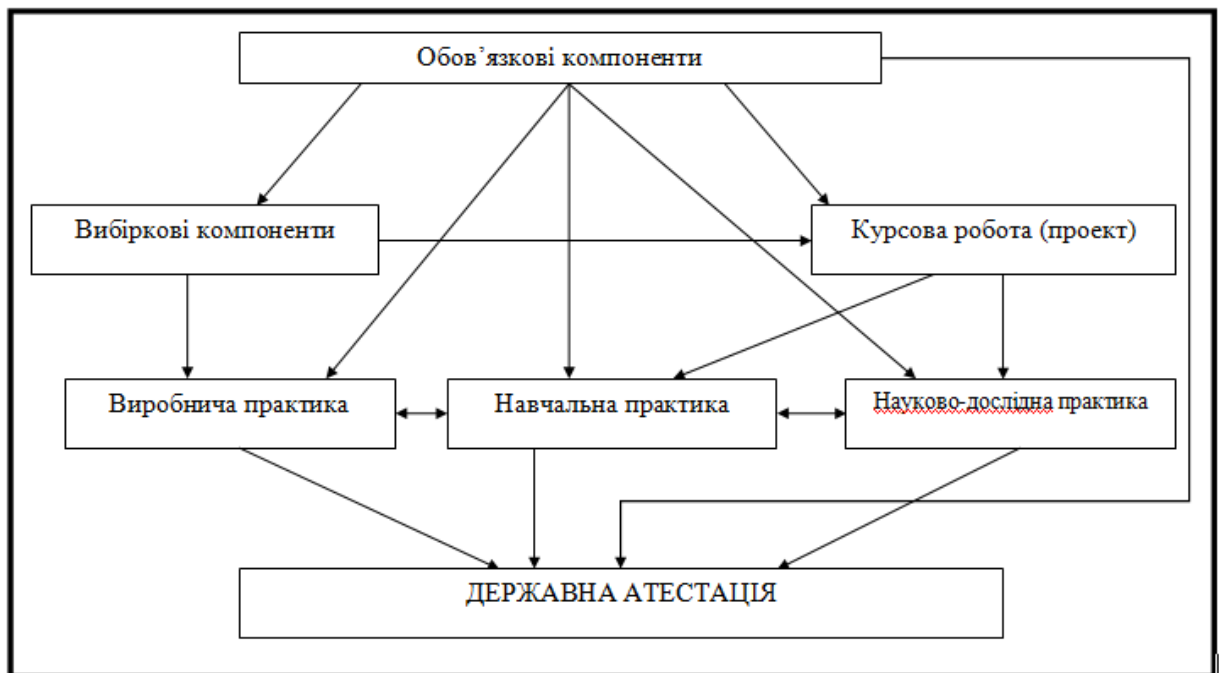 Обов’язкові компоненти
Вибіркові компоненти
Курсова робота (проект)
Виробнича практика
Навчальна практика
Науково-дослідна практика
ДЕРЖАВНА АТЕСТАЦІЯ